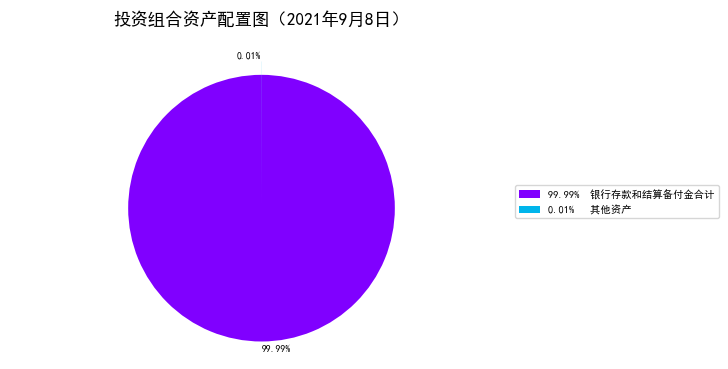 投资组合资产配置图（2021年9月8日）
0.01%
99.99% 银行存款和结算备付金合计
0.01% 其他资产
99.99%